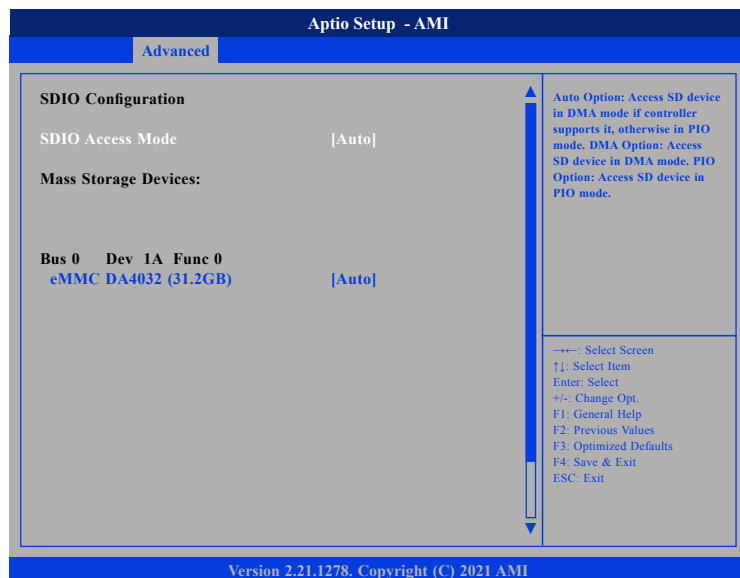 Aptio Setup - AMI
Advanced
SDIO Configuration
SDIO Access Mode [Auto]
Mass Storage Devices:
Bus 0 Dev 1A Func 0
eMMC DA4032 (31.2GB) [Auto]
Auto Option: Access SD device
in DMA mode if controller
supports it, otherwise in PIO
mode. DMA Option: Access
SD device in DMA mode. PIO
Option: Access SD device in
PIO mode.
→←: Select Screen
↑↓: Select Item
Enter: Select
+/-: Change Opt.
F1: General Help
F2: Previous Values
F3: Optimized Defaults
F4: Save & Exit
ESC: Exit
Version 2.21.1278. Copyright (C) 2021 AMI